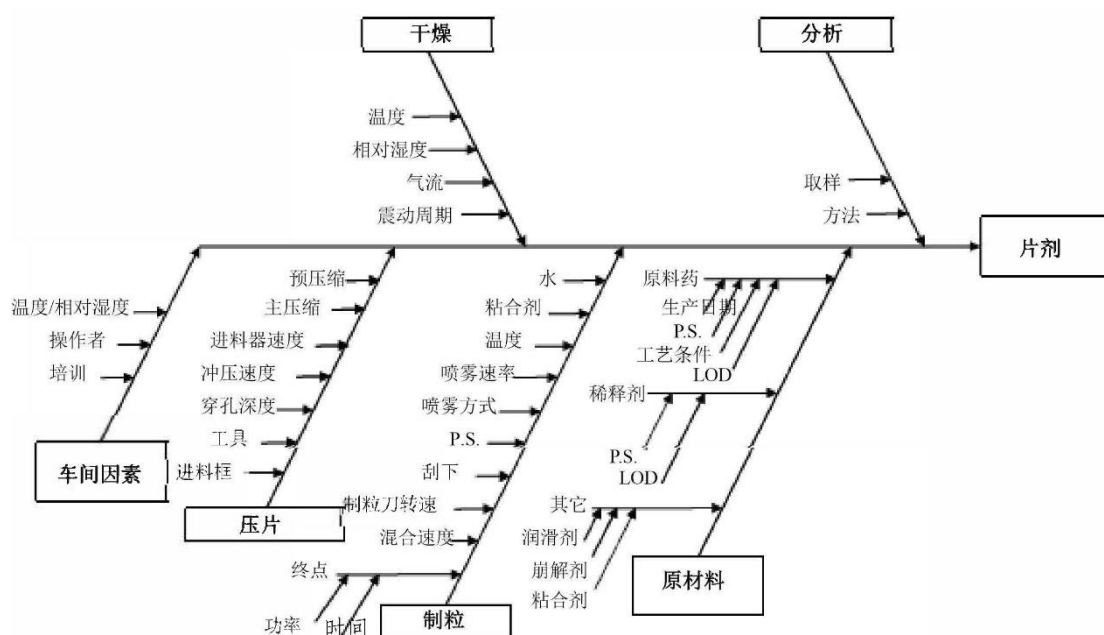 干燥
分析
温度
相对湿度
气流
震动周期
取样
方法
片剂
温度/相对湿度
操作者
培训
车间因素
预压缩
主压缩
进料器速度
冲压速度
穿孔深度
工具
进料框
压片
水
粘合剂
温度
喷雾速率
喷雾方式
P.S.
刮下
制粒刀转速
混合速度
终点
功率
时间
制粒
原料药
生产日期
P.S.
工艺条件
LOD
稀释剂
P.S.
LOD
其它
润滑剂
崩解剂
粘合剂
原材料